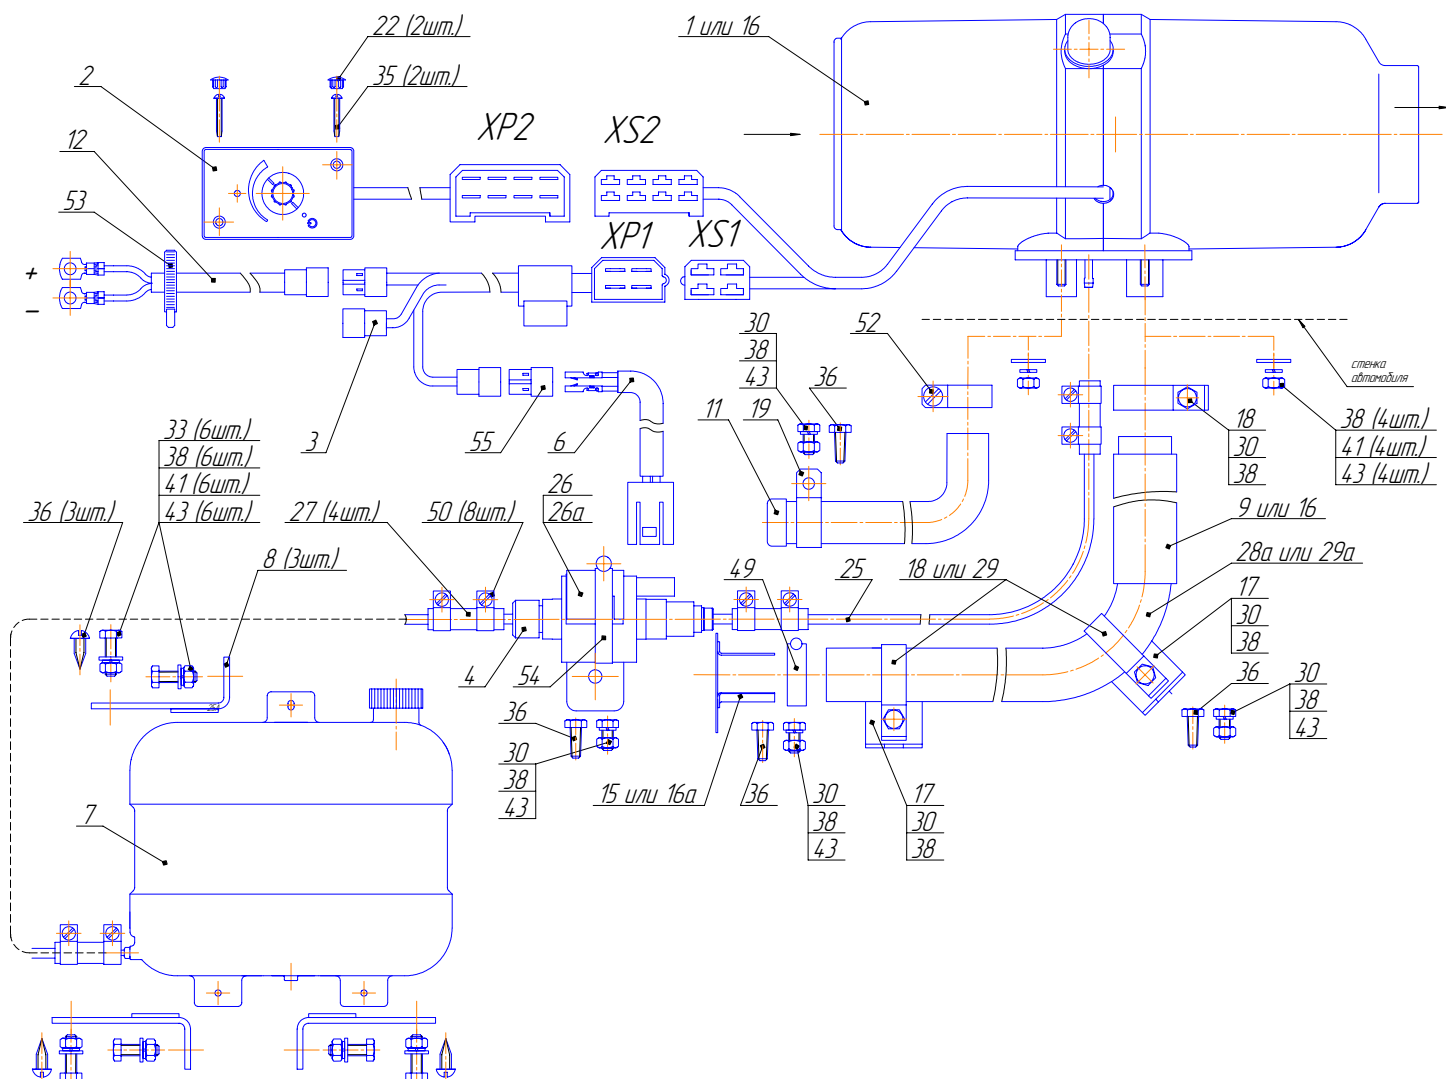 22 (2шт.)
35 (2шт.)
1 или 16
2
12
53
+
−
XP2
XS2
XP1
XS1
30
38
43
36
52
19
11
стенка
автомобиля
18
30
38
38 (4шт.)
41 (4шт.)
43 (4шт.)
3
55
6
33 (6шт.)
38 (6шт.)
41 (6шт.)
43 (6шт.)
36 (3шт.)
8 (3шт.)
27 (4шт.)
50 (8шт.)
26
26а
49
25
18 или 29
9 или 16
28а или 29а
17
30
38
36
30
38
43
4
54
36
30
38
43
15 или 16а
36
30
38
43
17
30
38
7